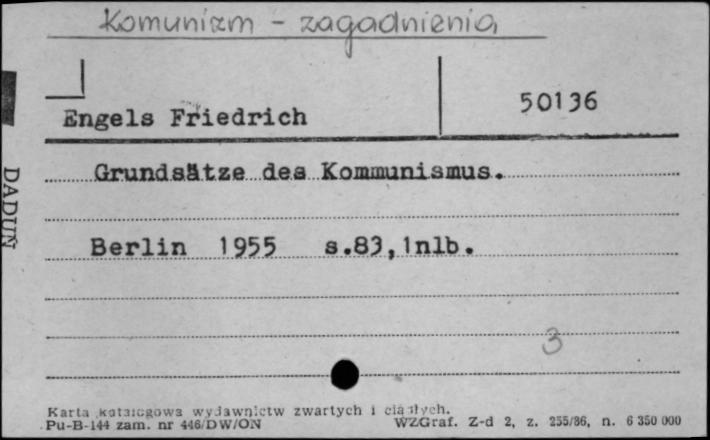 Komunizm - zagadnienia
Engels Friedrich
50136
Grundsätze des Kommunismus.
Berlin 1955 s.83,1nlb.
3
Karta katalogowa wydawnictw zwartych i ciągłych.
Pu-B-144 zam. nr 446/DW/ON
WZGraf. Z-d 2, z. 255/86, n. 6 350 000
DADUŃ